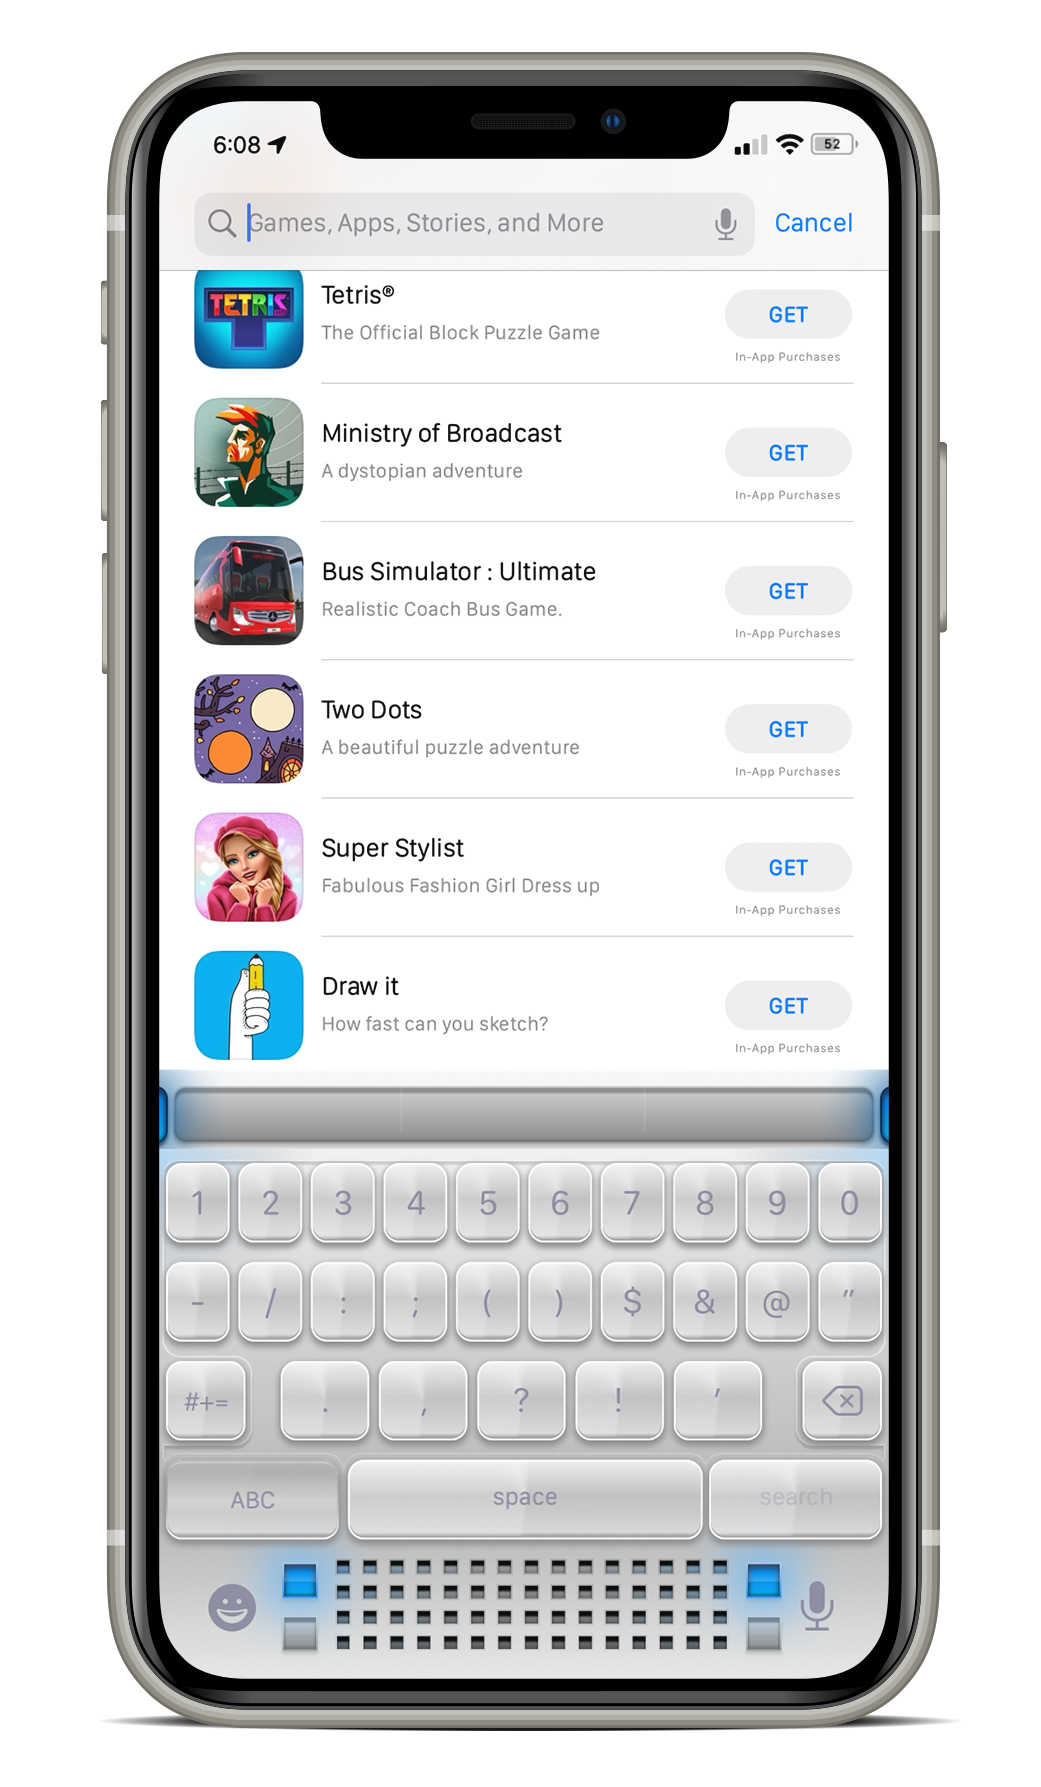 6:08
52
Games, Apps, Stories, and More
Cancel
TETRIS
Tetris®
The Official Block Puzzle Game
GET
In-App Purchases
Ministry of Broadcast
A dystopian adventure
GET
In-App Purchases
Bus Simulator : Ultimate
Realistic Coach Bus Game.
GET
In-App Purchases
Two Dots
A beautiful puzzle adventure
GET
In-App Purchases
Super Stylist
Fabulous Fashion Girl Dress up
GET
In-App Purchases
Draw it
How fast can you sketch?
GET
In-App Purchases
1 2 3 4 5 6 7 8 9 0
- / : ; ( ) $ & @ "
#+= . , ? ! '
ABC space search